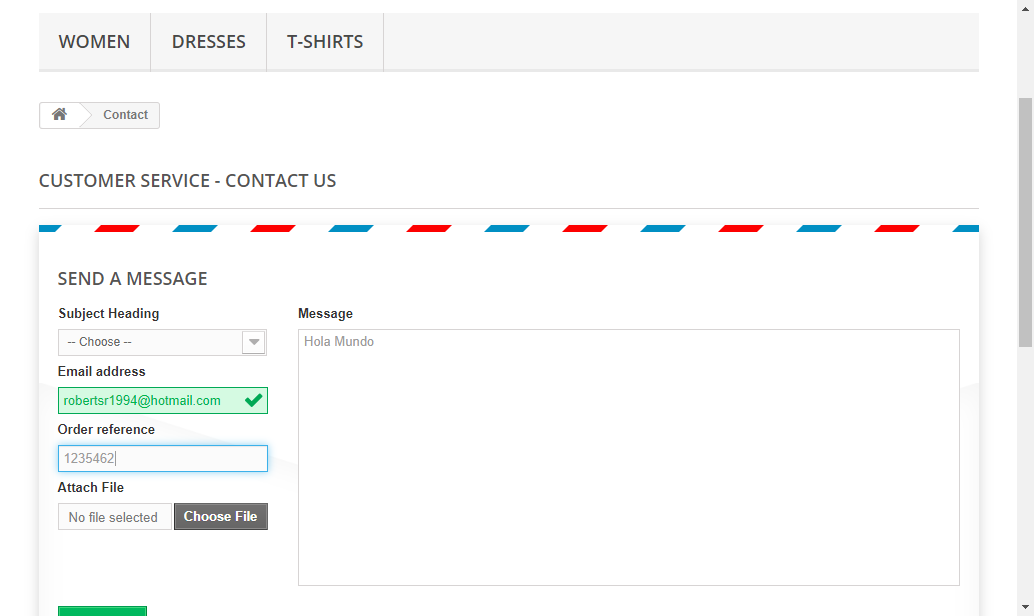 WOMEN DRESSES T-SHIRTS
Contact
CUSTOMER SERVICE - CONTACT US
SEND A MESSAGE
Subject Heading
-- Choose --
Email address
robertsr1994@hotmail.com
Order reference
1235462
Attach File
No file selected Choose File
Message
Hola Mundo